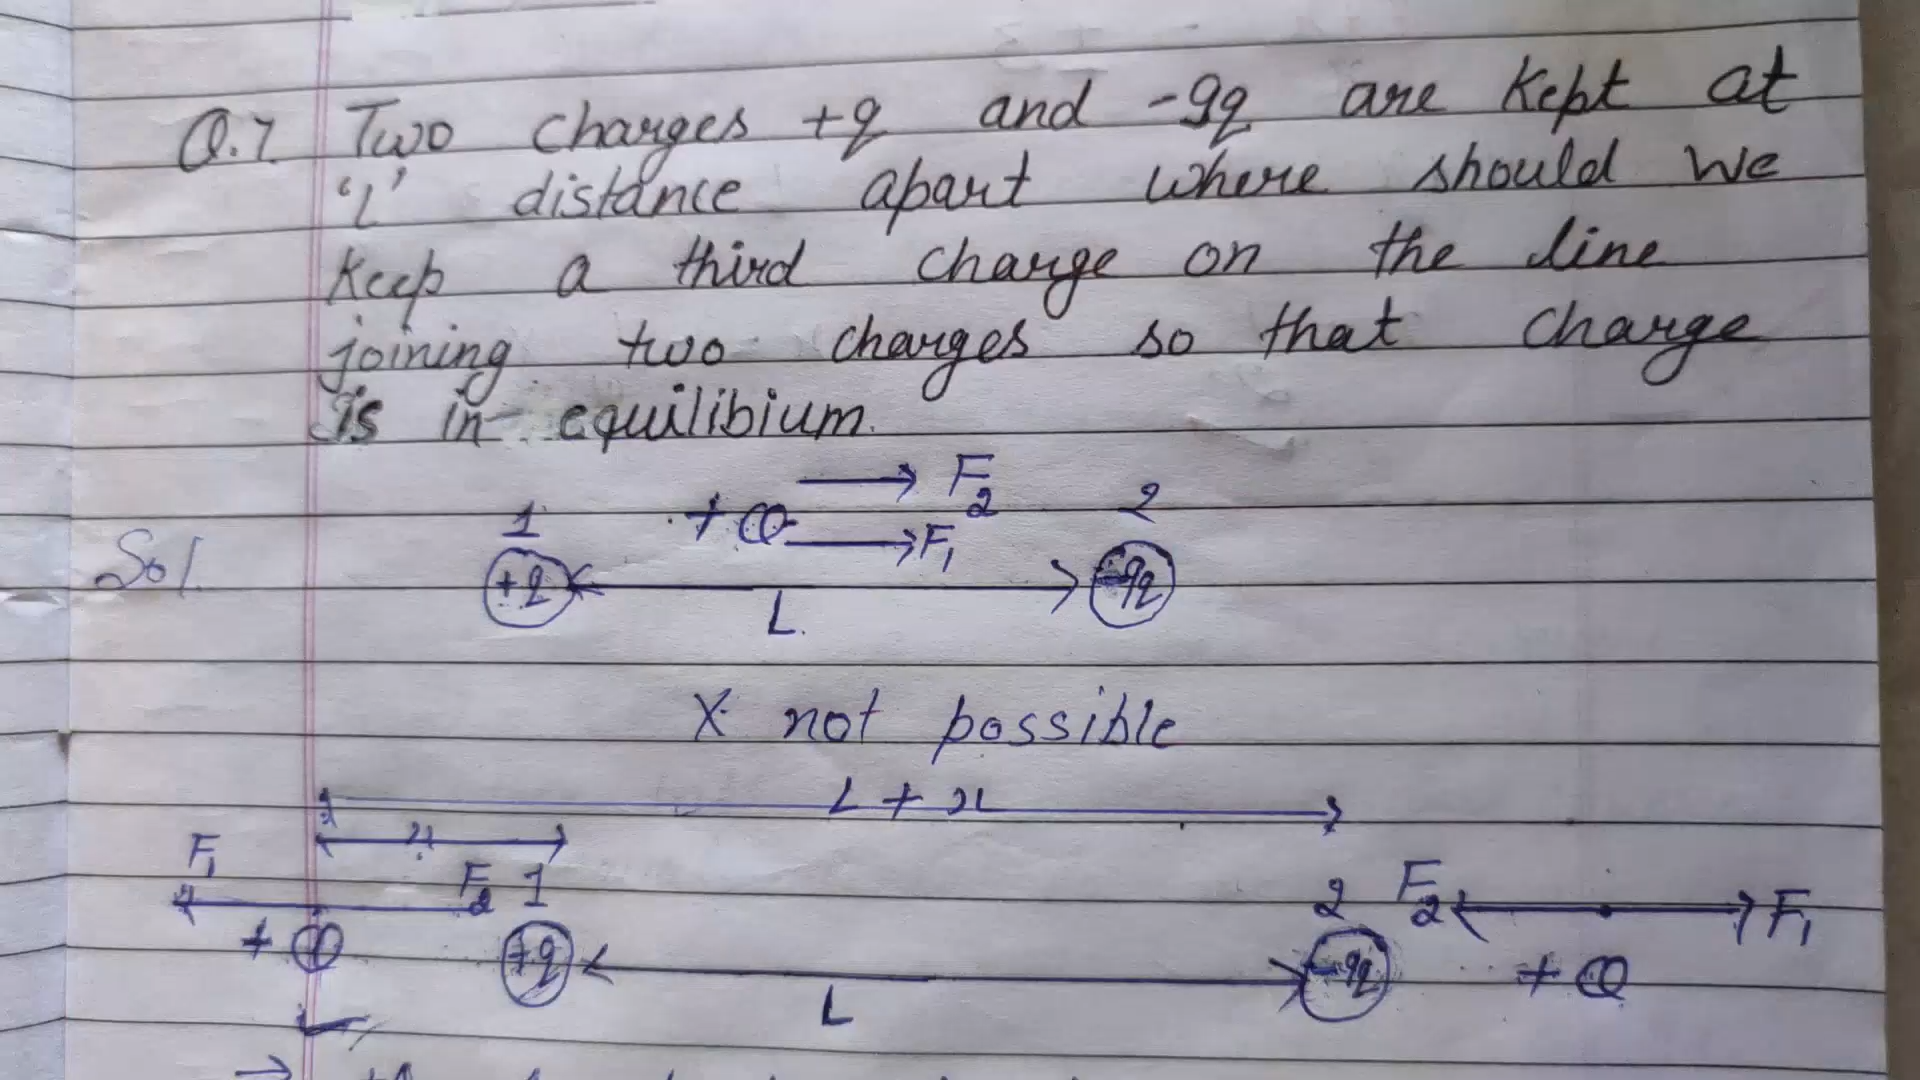 Q.7 Two charges +q and -9q are kept at
'L' distance apart where should we
keep a third charge on the line
joining two charges so that charge
is in equilibium.
F2
1 +Q F1 2
Sol. +q -9q
L.
X not possible
L + x
x
F1 F2 1 2 F2 F1
+Q +q -9q +Q
L